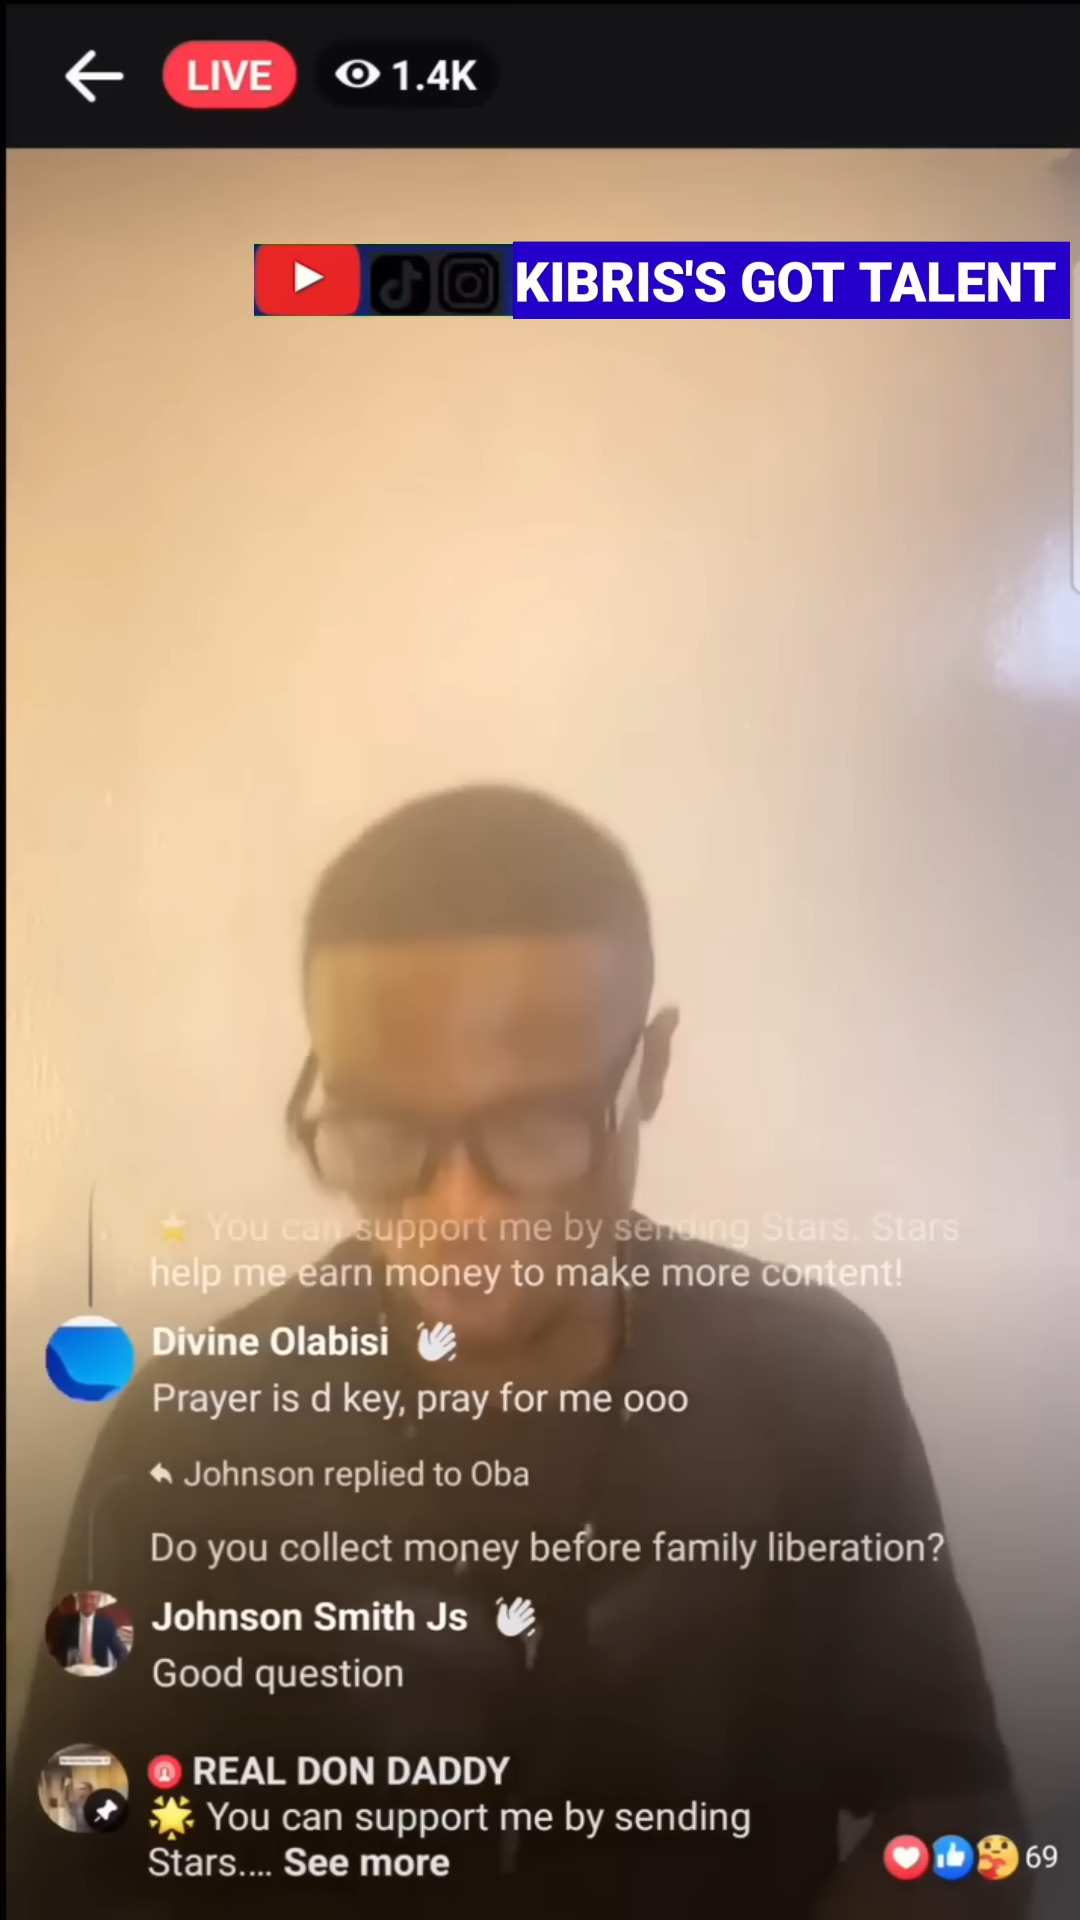 LIVE 1.4K
KIBRIS'S GOT TALENT
You can support me by sending Stars. Stars
help me earn money to make more content!
Divine Olabisi
Prayer is d key, pray for me ooo
Johnson replied to Oba
Do you collect money before family liberation?
Johnson Smith Js
Good question
REAL DON DADDY
You can support me by sending
Stars.... See more
69